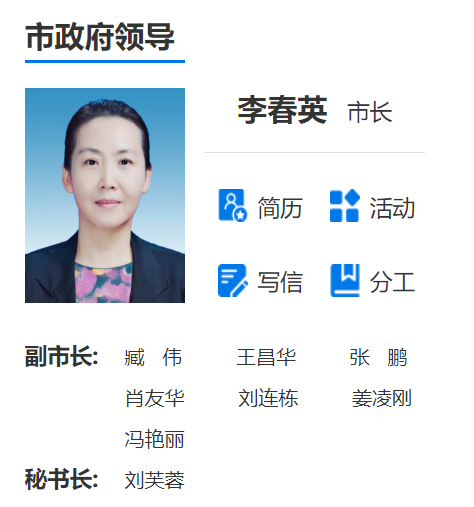 市政府领导
李春英 市长
简历 活动
写信 分工
副市长: 臧 伟 王昌华 张 鹏
肖友华 刘连栋 姜凌刚
冯艳丽
秘书长: 刘芙蓉